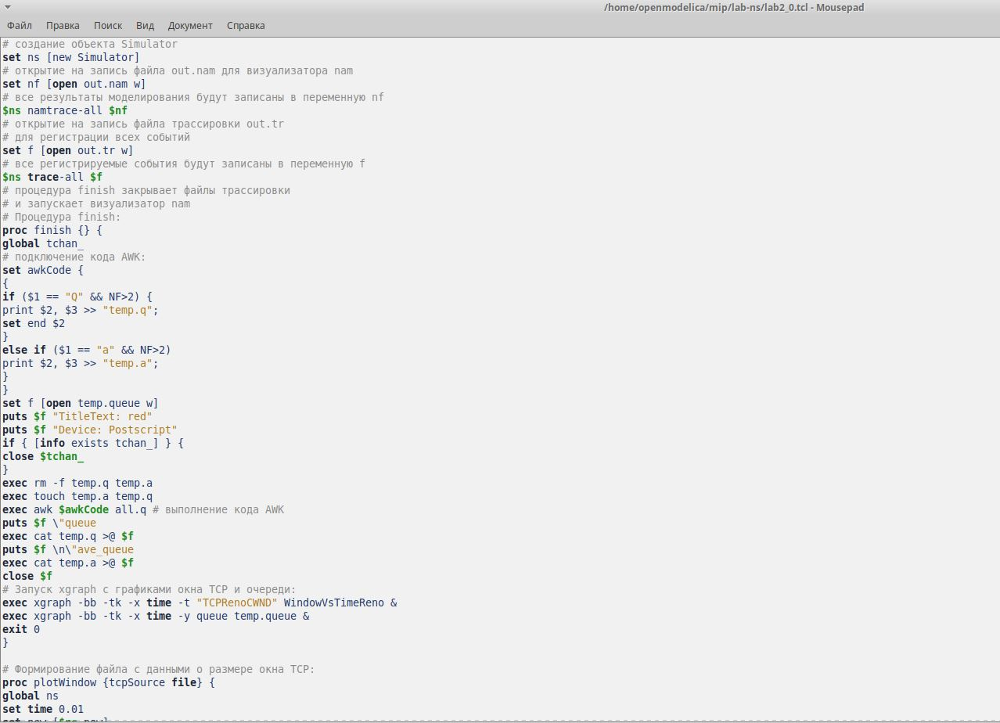 /home/openmodelica/mip/lab-ns/lab2_0.tcl - Mousepad
Файл Правка Поиск Вид Документ Справка
# создание объекта Simulator
set ns [new Simulator]
# открытие на запись файла out.nam для визуализатора nam
set nf [open out.nam w]
# все результаты моделирования будут записаны в переменную nf
$ns namtrace-all $nf
# открытие на запись файла трассировки out.tr
# для регистрации всех событий
set f [open out.tr w]
# все регистрируемые события будут записаны в переменную f
$ns trace-all $f
# процедура finish закрывает файлы трассировки
# и запускает визуализатор nam
# Процедура finish:
proc finish {} {
global tchan_
# подключение кода AWK:
set awkCode {
{
if ($1 == "Q" && NF>2) {
print $2, $3 >> "temp.q";
set end $2
}
else if ($1 == "a" && NF>2)
print $2, $3 >> "temp.a";
}
}
set f [open temp.queue w]
puts $f "TitleText: red"
puts $f "Device: Postscript"
if { [info exists tchan_] } {
close $tchan_
}
exec rm -f temp.q temp.a
exec touch temp.a temp.q
exec awk $awkCode all.q # выполнение кода AWK
puts $f \"queue
exec cat temp.q >@ $f
puts $f \n\"ave_queue
exec cat temp.a >@ $f
close $f
# Запуск xgraph с графиками окна TCP и очереди:
exec xgraph -bb -tk -x time -t "TCPRenoCWND" WindowVsTimeReno &
exec xgraph -bb -tk -x time -y queue temp.queue &
exit 0
}
# Формирование файла с данными о размере окна TCP:
proc plotWindow {tcpSource file} {
global ns
set time 0.01
set now [$ns now]